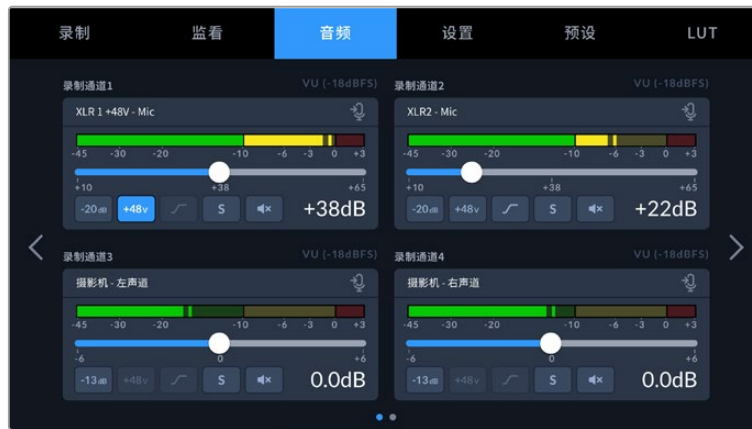 录制 监看 音频 设置 预设 LUT
录制通道1 VU (-18dBFS) 录制通道2 VU (-18dBFS)
XLR 1 +48V - Mic XLR2 - Mic
-45 -30 -20 -10 -6 -3 0 +3 -45 -30 -20 -10 -6 -3 0 +3
+10 +38 +65 +10 +38 +65
-20dB +48v S +38dB -20dB +48v S +22dB
录制通道3 VU (-18dBFS) 录制通道4 VU (-18dBFS)
摄影机 - 左声道 摄影机 - 右声道
-45 -30 -20 -10 -6 -3 0 +3 -45 -30 -20 -10 -6 -3 0 +3
-6 0 +6 -6 0 +6
-13dB +48v S 0.0dB -13dB +48v S 0.0dB